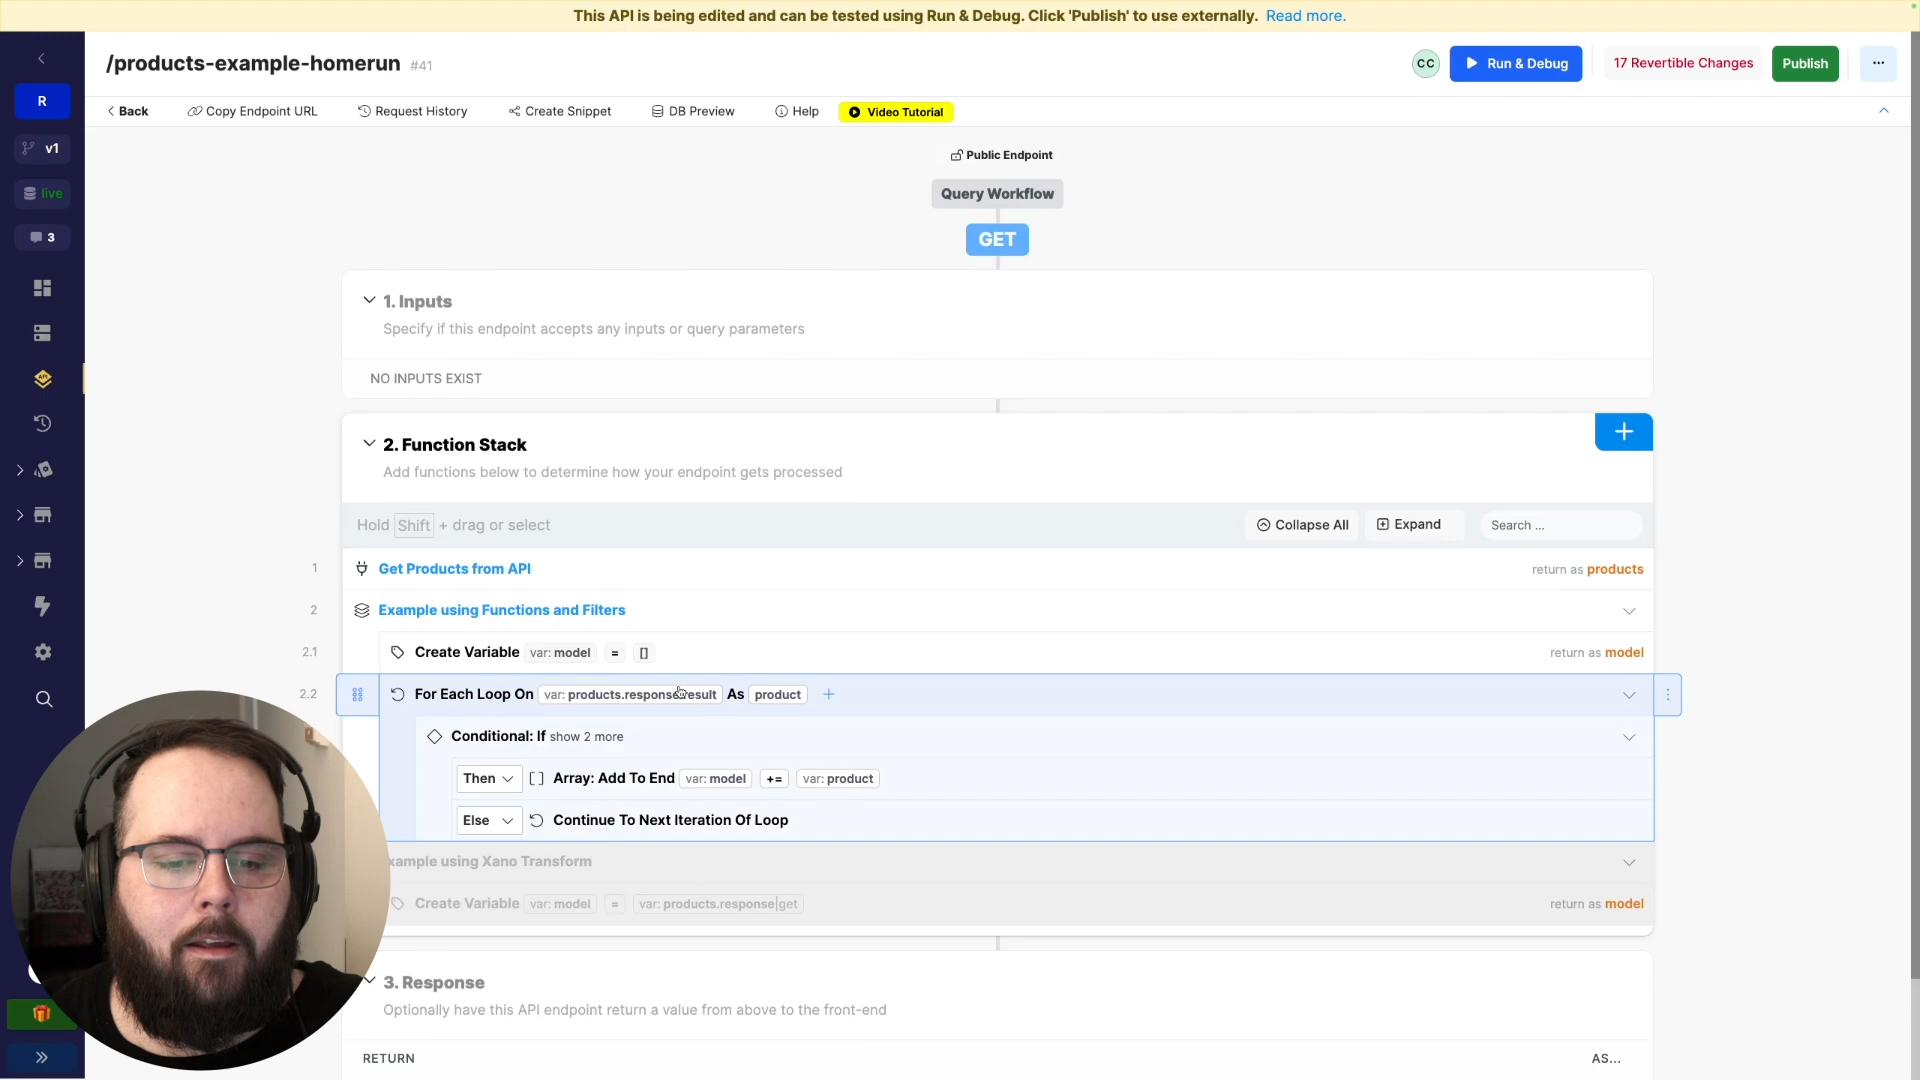 This API is being edited and can be tested using Run & Debug. Click 'Publish' to use externally. Read more.
/products-example-homerun #41
CC Run & Debug 17 Revertible Changes Publish ...
R
Back Copy Endpoint URL Request History Create Snippet DB Preview Help Video Tutorial
v1
live
3
Public Endpoint
Query Workflow
GET
1. Inputs
Specify if this endpoint accepts any inputs or query parameters
NO INPUTS EXIST
2. Function Stack
Add functions below to determine how your endpoint gets processed
Hold Shift + drag or select Collapse All Expand Search ...
1 Get Products from API return as products
2 Example using Functions and Filters
2.1 Create Variable var: model = [] return as model
2.2 For Each Loop On var: products.response.result As product +
Conditional: If show 2 more
Then [ ] Array: Add To End var: model += var: product
Else Continue To Next Iteration Of Loop
xample using Xano Transform
Create Variable var: model = var: products.response|get return as model
3. Response
Optionally have this API endpoint return a value from above to the front-end
RETURN AS...